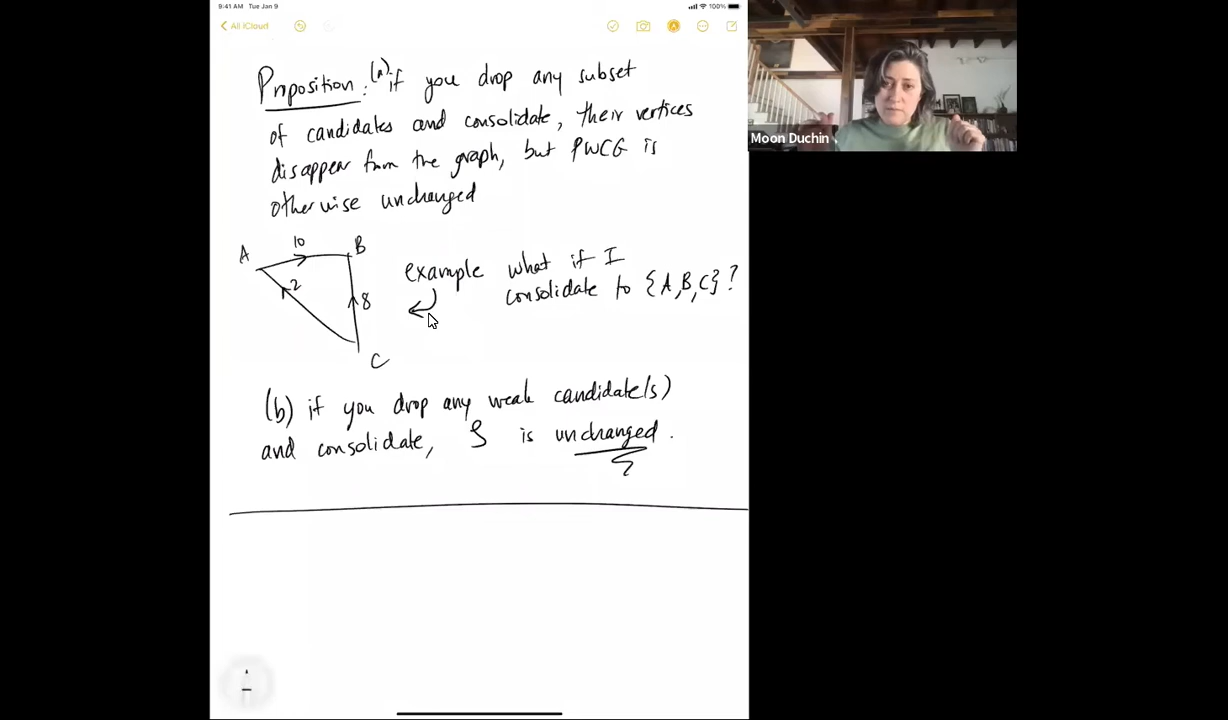 9:41 AM Tue Jan 9
100%
All iCloud
Proposition: (a) if you drop any subset
of candidates and consolidate, their vertices
disappear from the graph, but PWCG is
otherwise unchanged
A 10 B
2 8
C
example what if I
consolidate to {A,B,C}?
(b) if you drop any weak candidate(s)
and consolidate, S is unchanged.
Moon Duchin